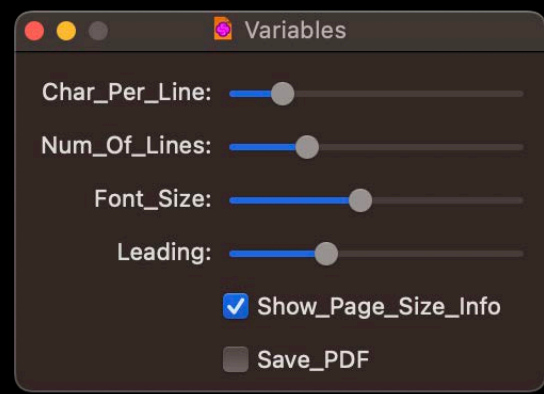 Variables
Char_Per_Line:
Num_Of_Lines:
Font_Size:
Leading:
Show_Page_Size_Info
Save_PDF